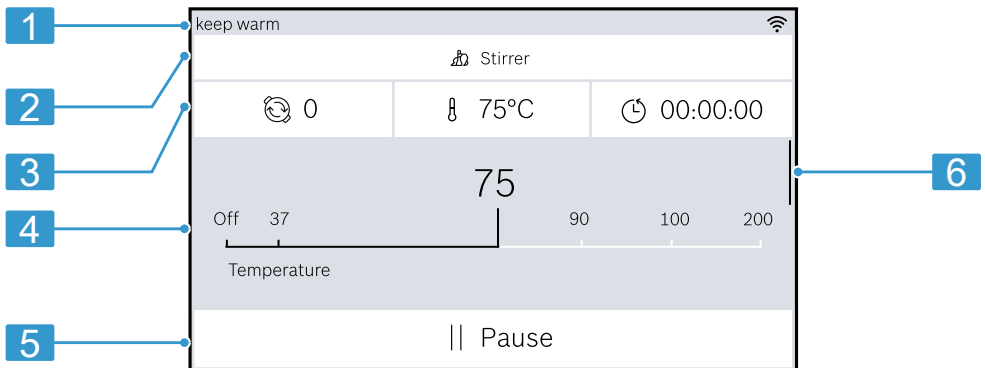 1
keep warm
2
Stirrer
3
0 75°C 00:00:00
75
6
4
Off 37 90 100 200
Temperature
5
Pause